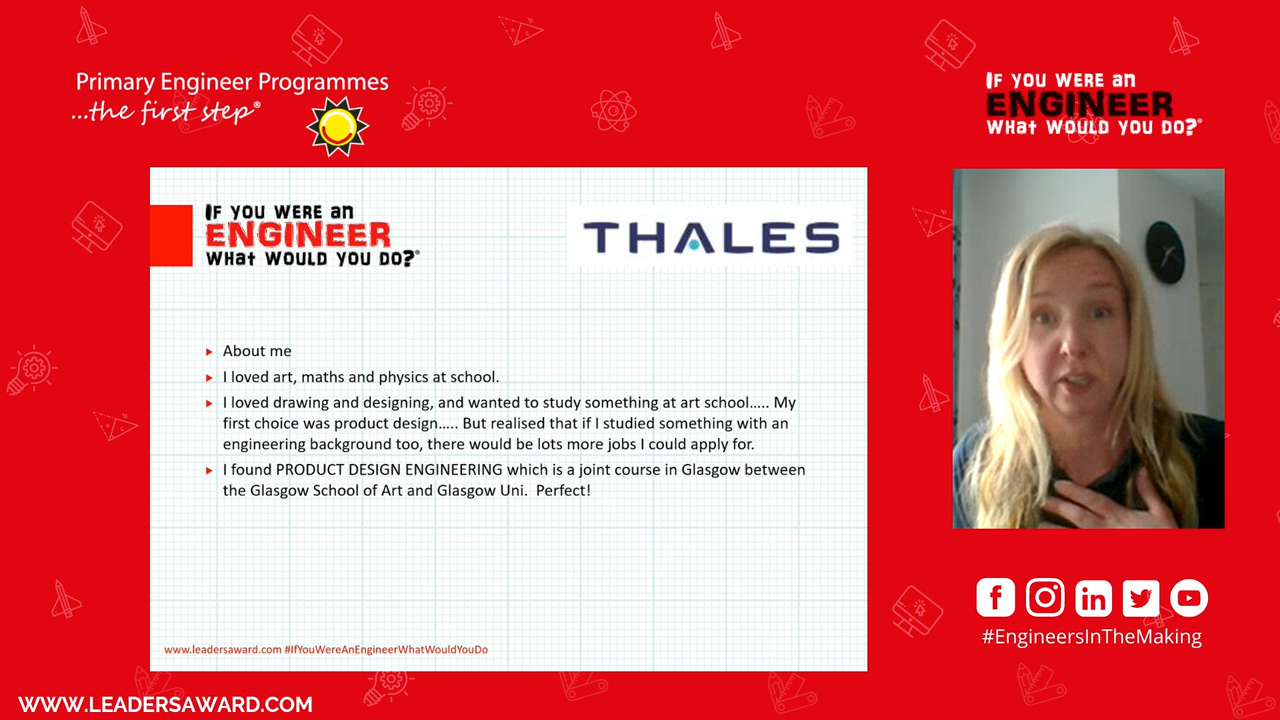 Primary Engineer Programmes
...the first step®
IF YOU WERE an
ENGINEER
WHat WOULD YOU DO?®
IF YOU WERE an
ENGINEER
WHat WOULD YOU DO?®
THALES
About me
I loved art, maths and physics at school.
I loved drawing and designing, and wanted to study something at art school..... My
first choice was product design..... But realised that if I studied something with an
engineering background too, there would be lots more jobs I could apply for.
I found PRODUCT DESIGN ENGINEERING which is a joint course in Glasgow between
the Glasgow School of Art and Glasgow Uni.  Perfect!
www.leadersaward.com #IfYouWereAnEngineerWhatWouldYouDo
#EngineersInTheMaking
WWW.LEADERSAWARD.COM